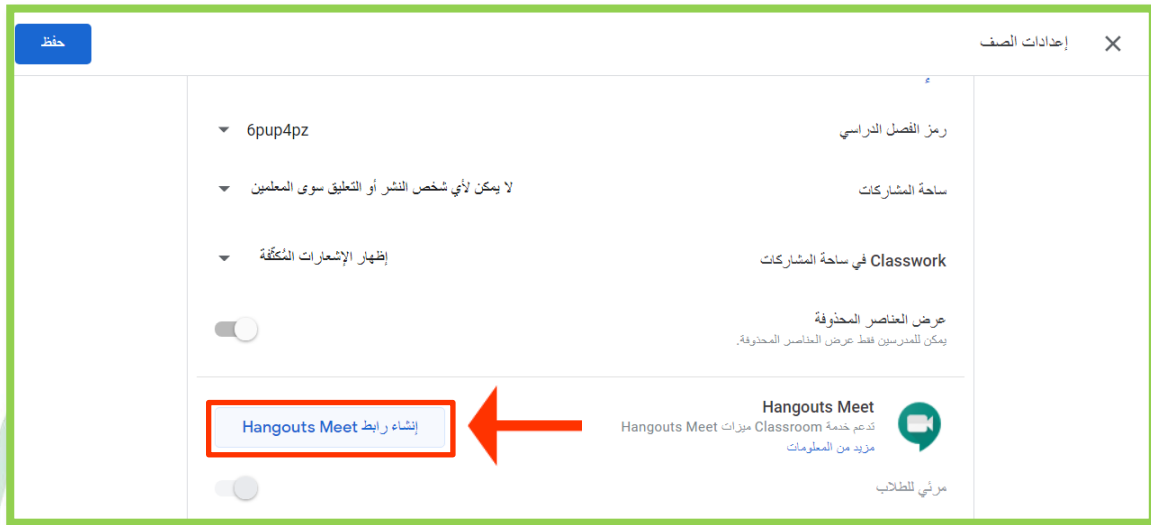 إعدادات الصف
حفظ
رمز الفصل الدراسي
6pup4pz
ساحة المشاركات
لا يمكن لأي شخص النشر أو التعليق سوى المعلمين
Classwork في ساحة المشاركات
إظهار الإشعارات المُكثّفة
عرض العناصر المحذوفة
يمكن للمدرسين فقط عرض العناصر المحذوفة.
Hangouts Meet
تدعم خدمة Classroom ميزات Hangouts Meet
مزيد من المعلومات
إنشاء رابط Hangouts Meet
مرئي للطلاب